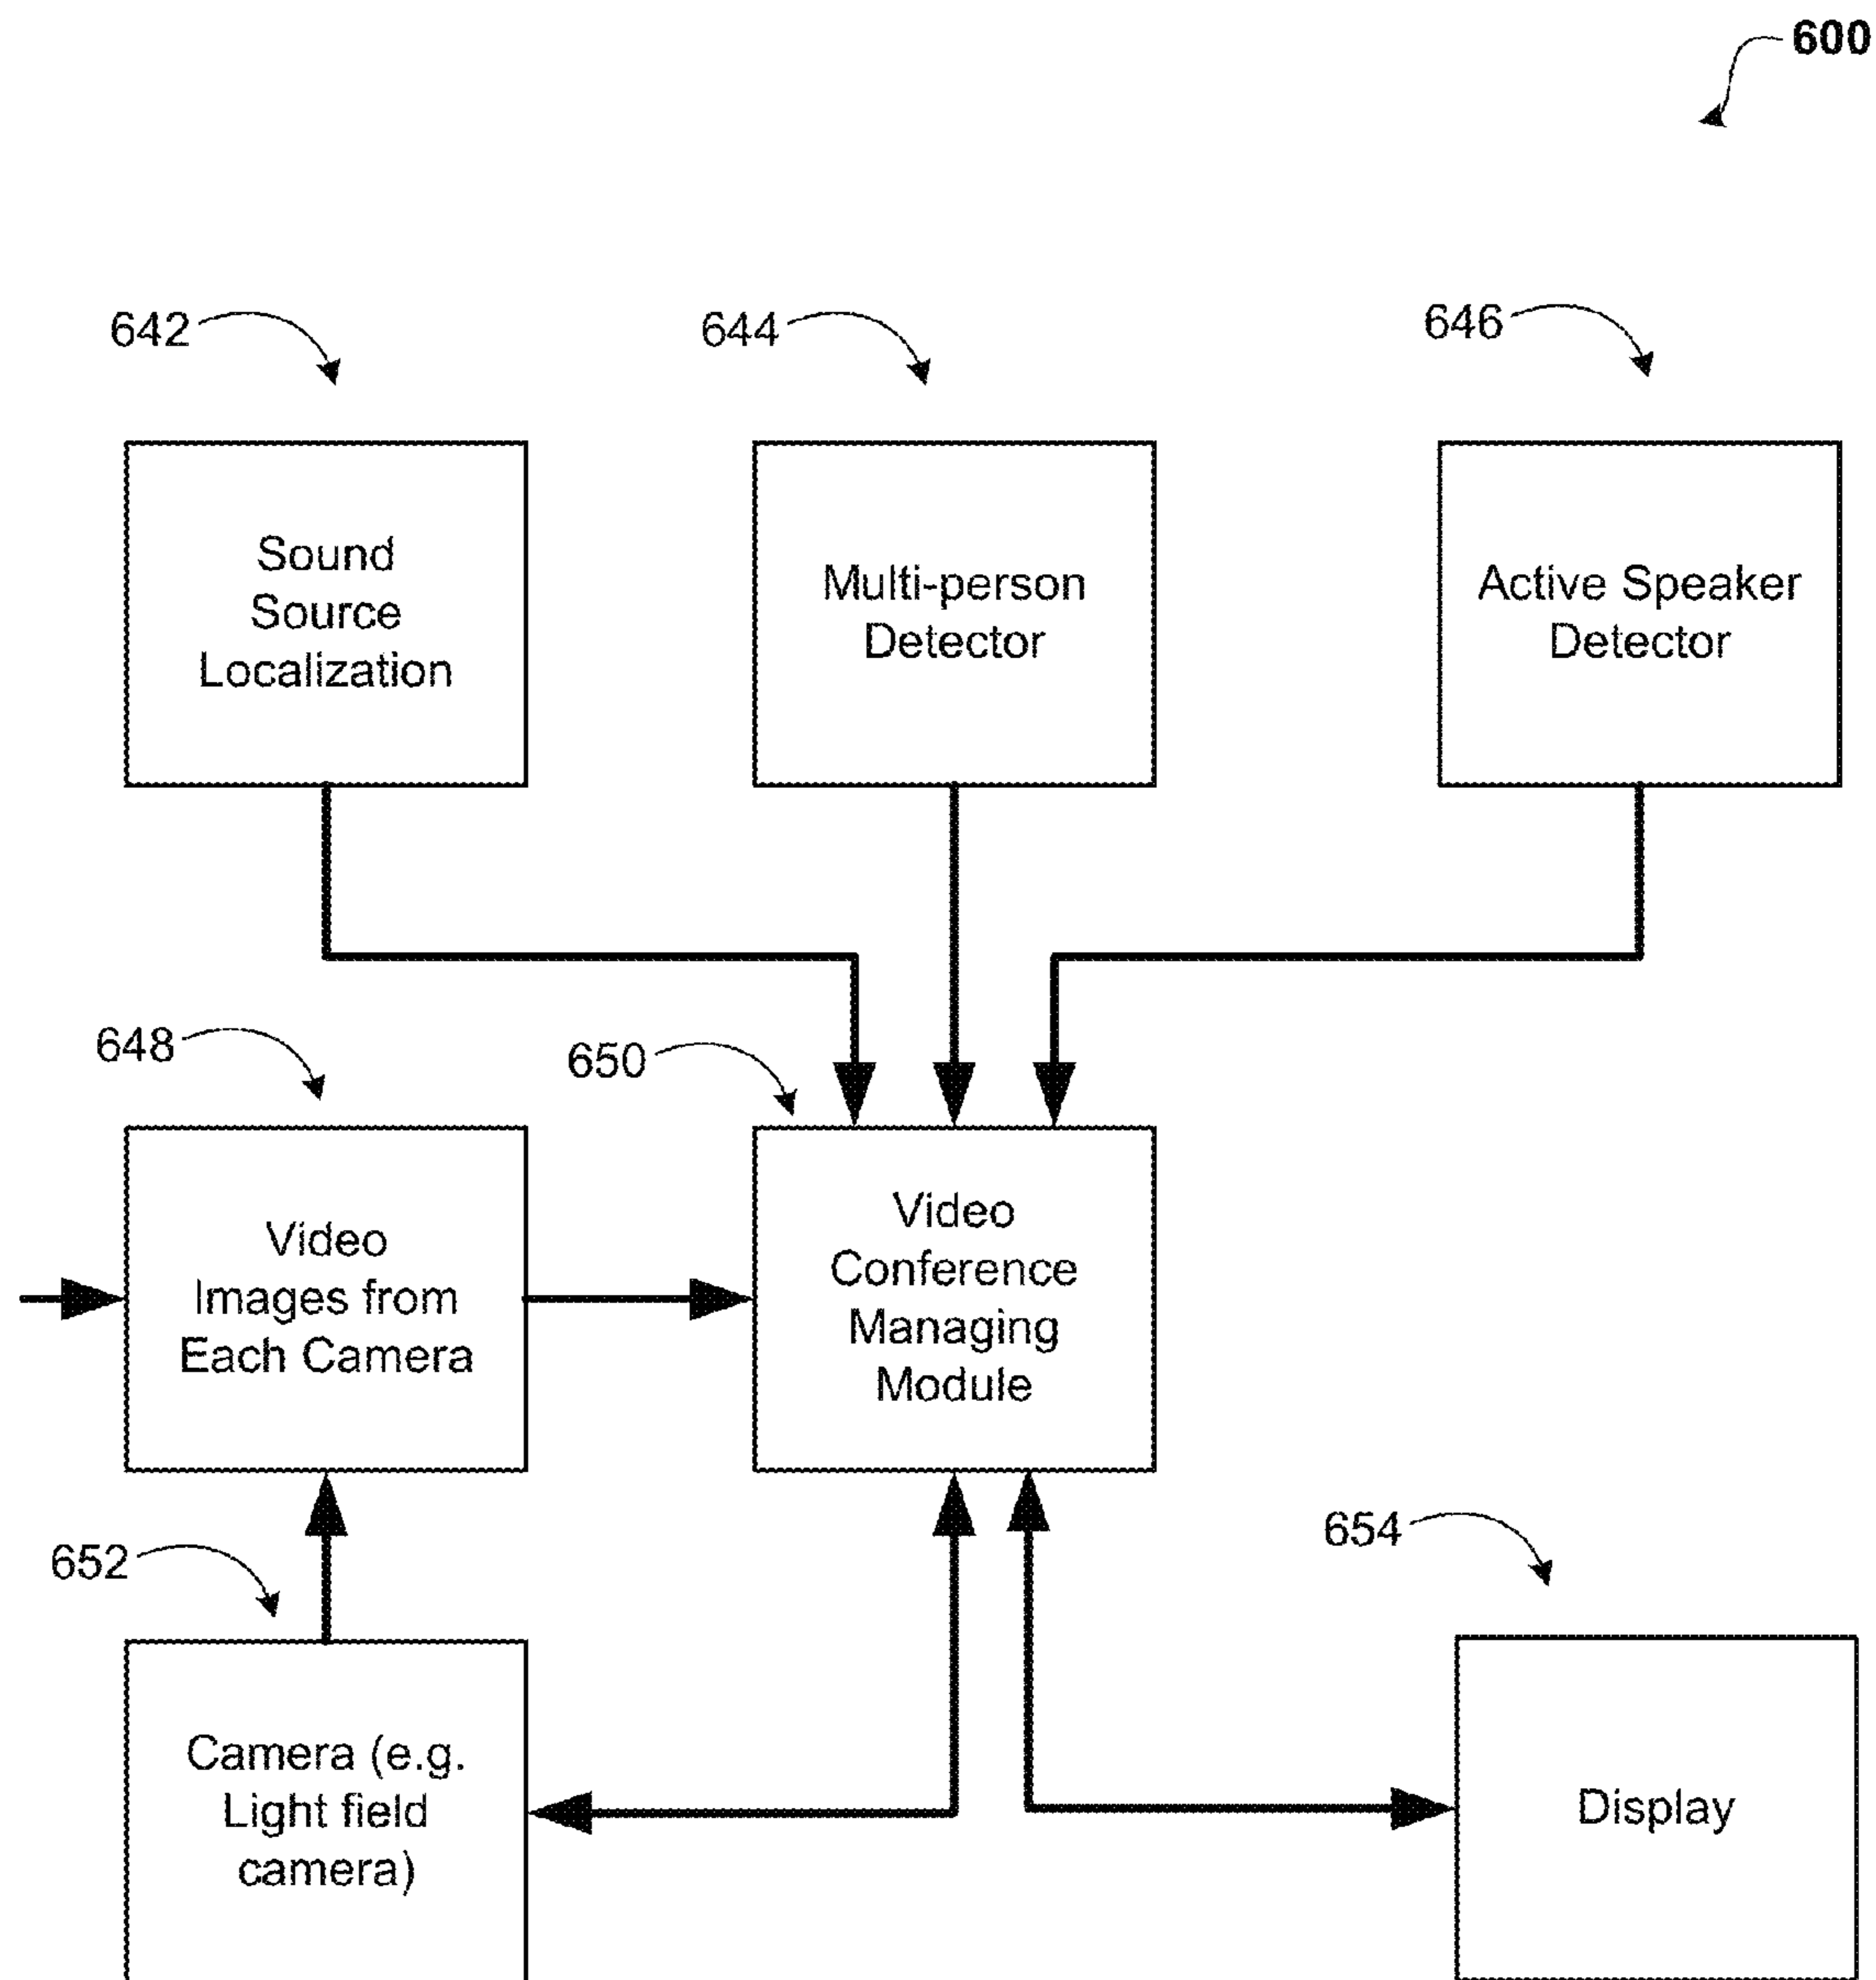 600
642
644
646
Sound
Source
Localization
Multi-person
Detector
Active Speaker
Detector
648
650
Video
Images from
Each Camera
Video
Conference
Managing
Module
652
654
Camera (e.g.
Light field
camera)
Display